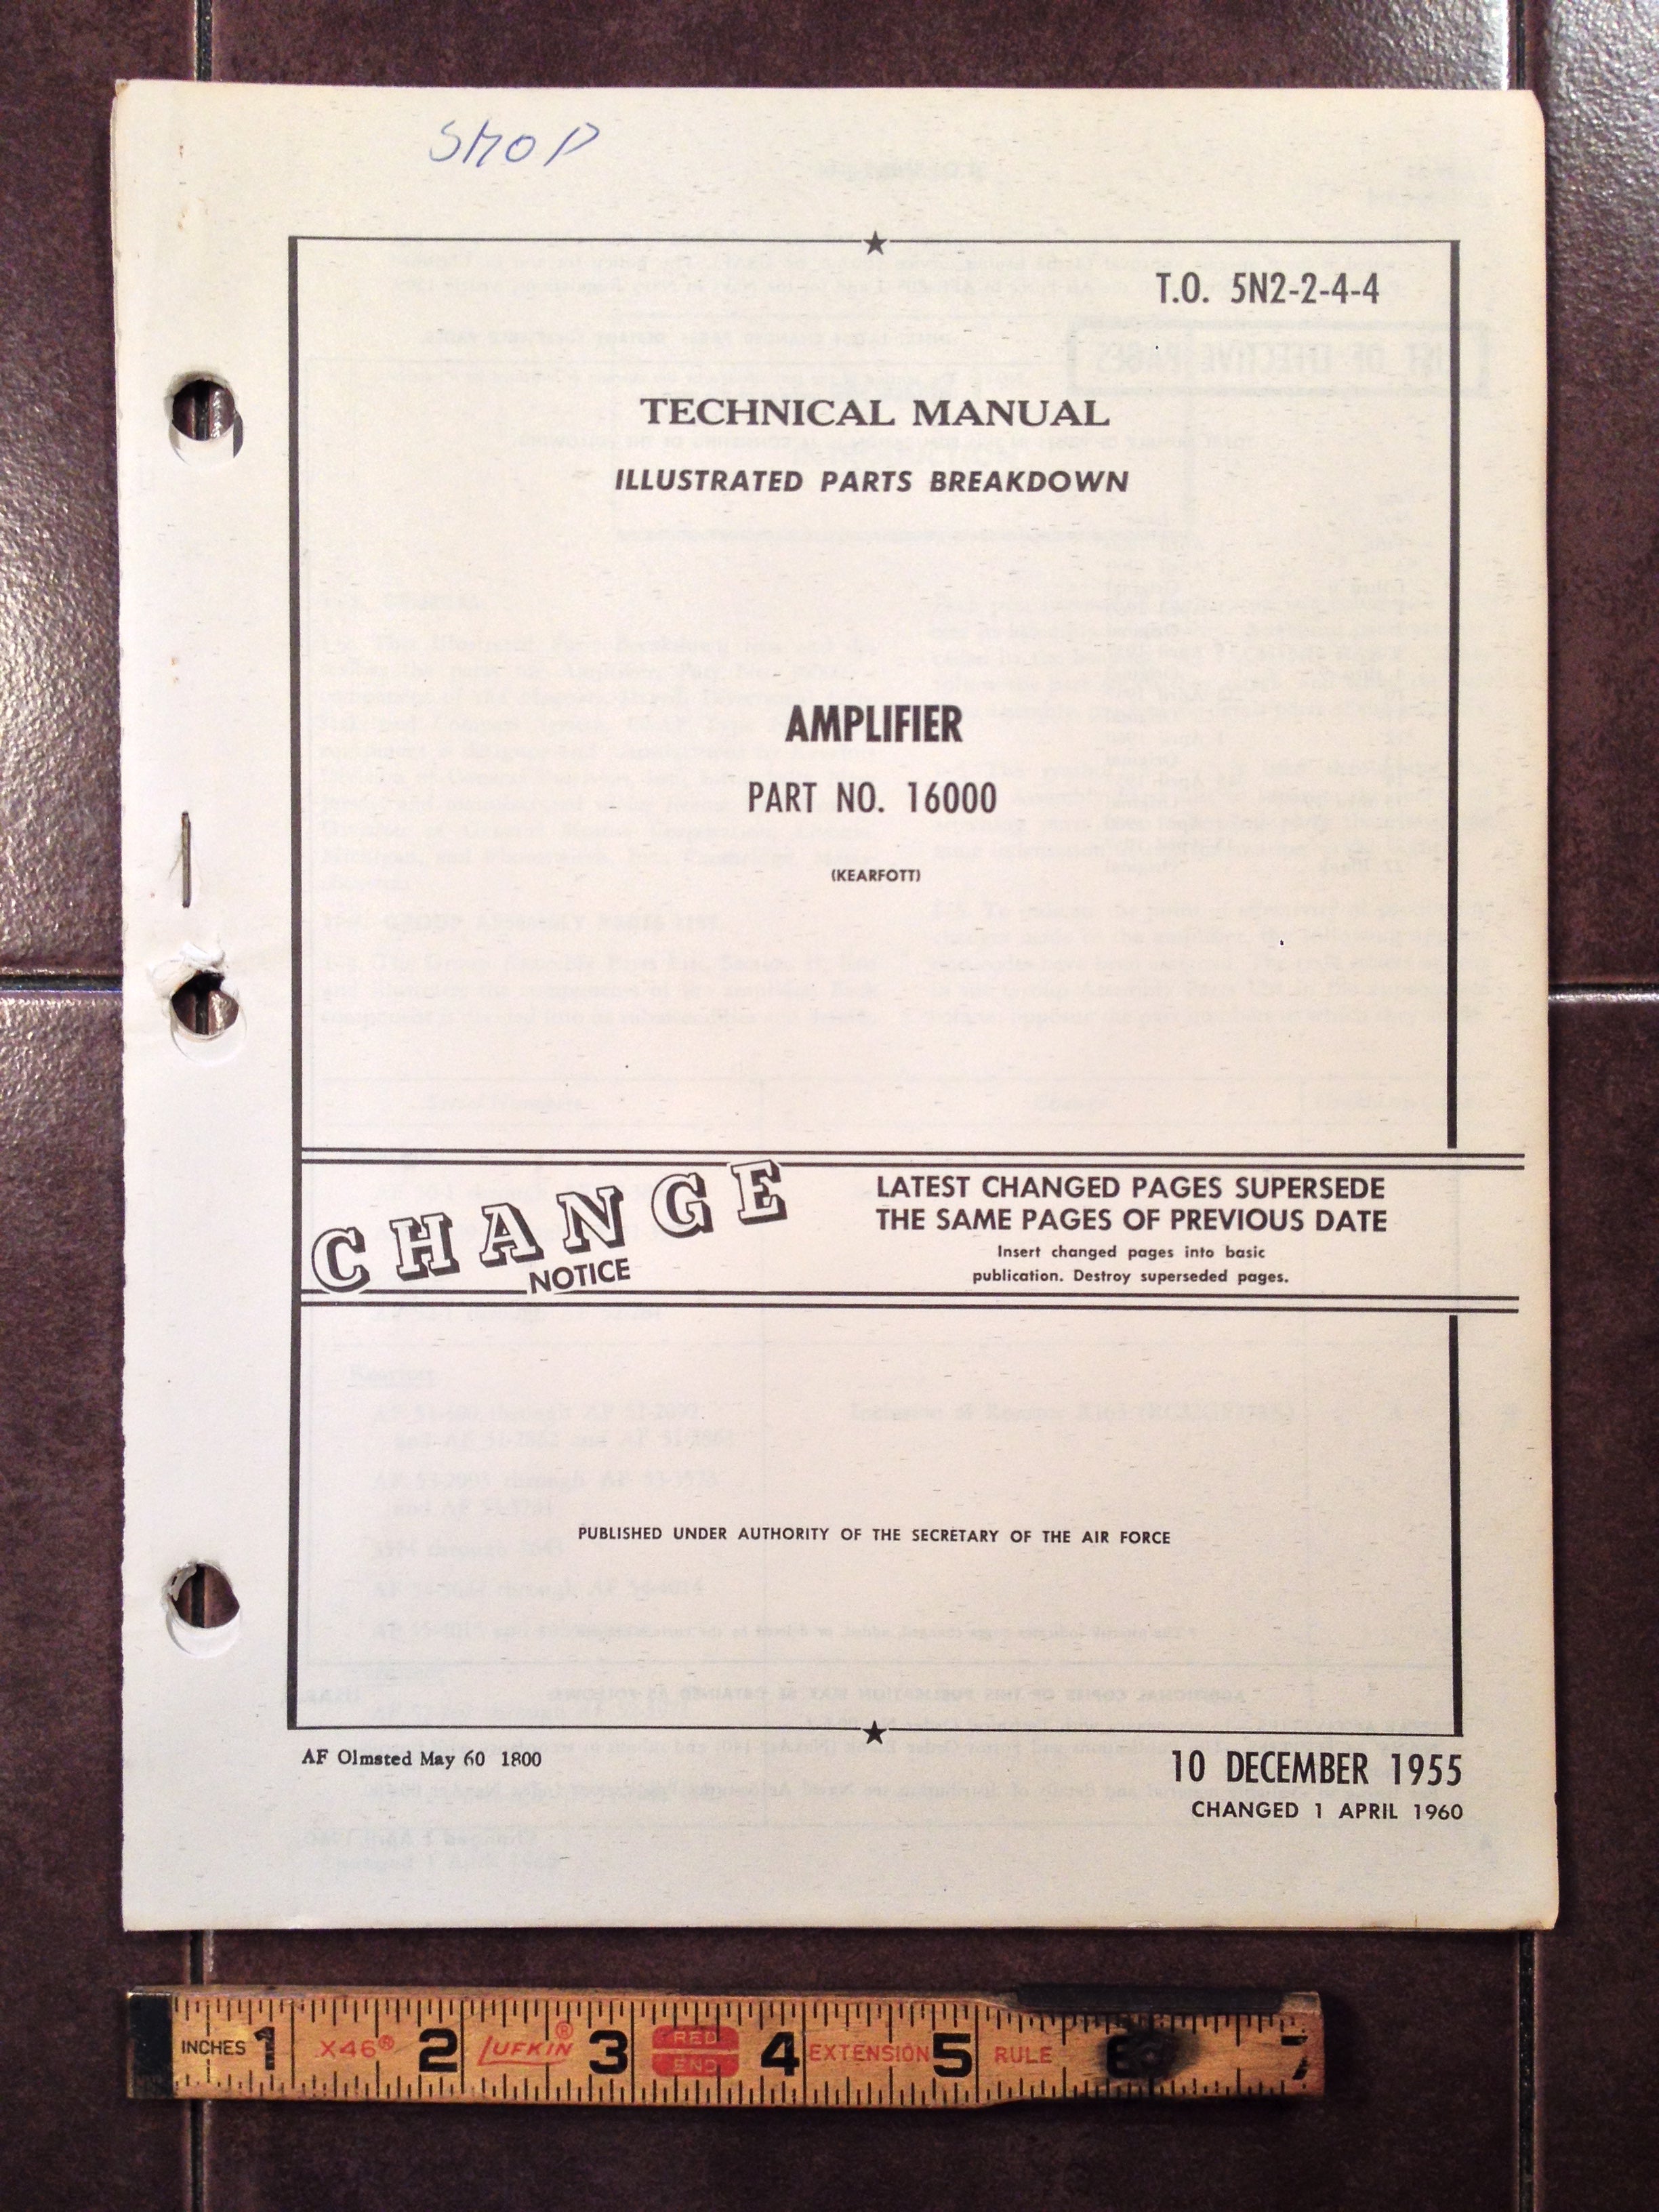 SHOP
T.O. 5N2-2-4-4
TECHNICAL MANUAL
ILLUSTRATED PARTS BREAKDOWN
AMPLIFIER
PART NO. 16000
(KEARFOTT)
CHANGE
NOTICE
LATEST CHANGED PAGES SUPERSEDE
THE SAME PAGES OF PREVIOUS DATE
Insert changed pages into basic
publication. Destroy superseded pages.
PUBLISHED UNDER AUTHORITY OF THE SECRETARY OF THE AIR FORCE
AF Olmsted May 60 1800
10 DECEMBER 1955
CHANGED 1 APRIL 1960
INCHES 1 X46® 2 LUFKIN® 3 RED END 4 EXTENSION 5 RULE 6 7